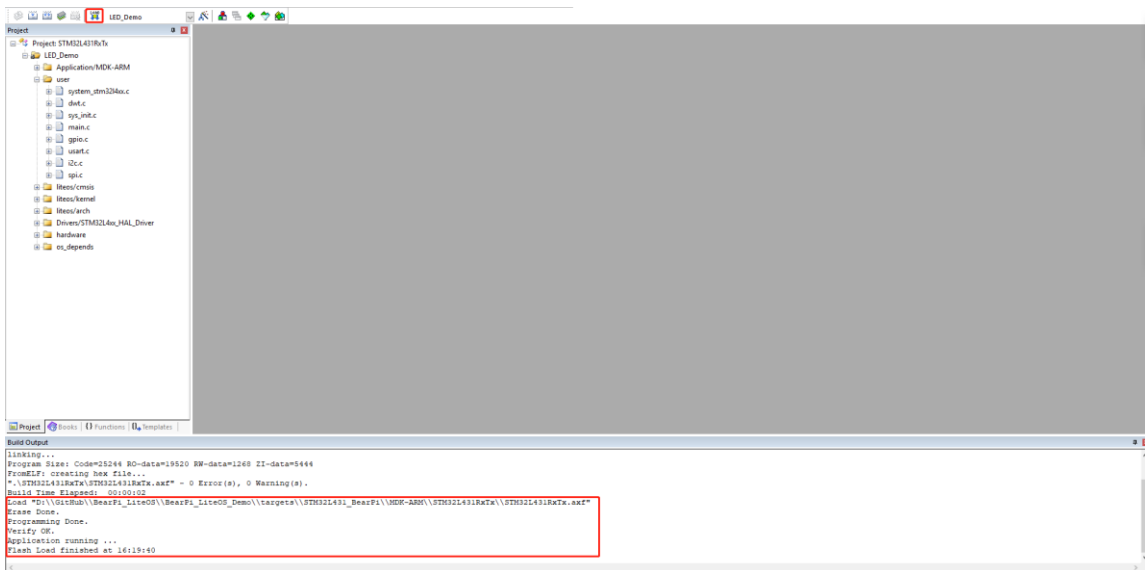 LED_Demo
Project
Project: STM32L431RxTx
LED_Demo
Application/MDK-ARM
user
system_stm32l4xx.c
dwt.c
sys_init.c
main.c
gpio.c
usart.c
i2c.c
spi.c
liteos/cmsis
liteos/kernel
liteos/arch
Drivers/STM32L4xx_HAL_Driver
hardware
os_depends
Project Books {} Functions 0 Templates
Build Output
linking...
Program Size: Code=25244 RO-data=19520 RW-data=1268 ZI-data=5444
FromELF: creating hex file...
".\STM32L431RxTx\STM32L431RxTx.axf" - 0 Error(s), 0 Warning(s).
Build Time Elapsed:  00:00:02
Load "D:\\GitHub\\BearPi_LiteOS\\BearPi_LiteOS_Demo\\targets\\STM32L431_BearPi\\MDK-ARM\\STM32L431RxTx\\STM32L431RxTx.axf"
Erase Done.
Programming Done.
Verify OK.
Application running ...
Flash Load finished at 16:19:40